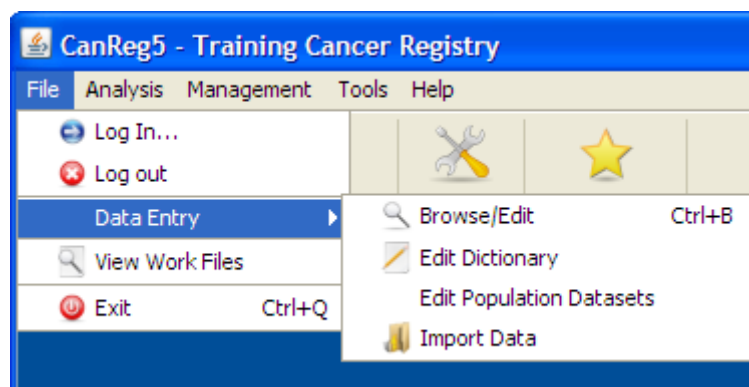 CanReg5 - Training Cancer Registry
File Analysis Management Tools Help
Log In...
Log out
Data Entry
Browse/Edit Ctrl+B
Edit Dictionary
View Work Files
Edit Population Datasets
Exit Ctrl+Q
Import Data